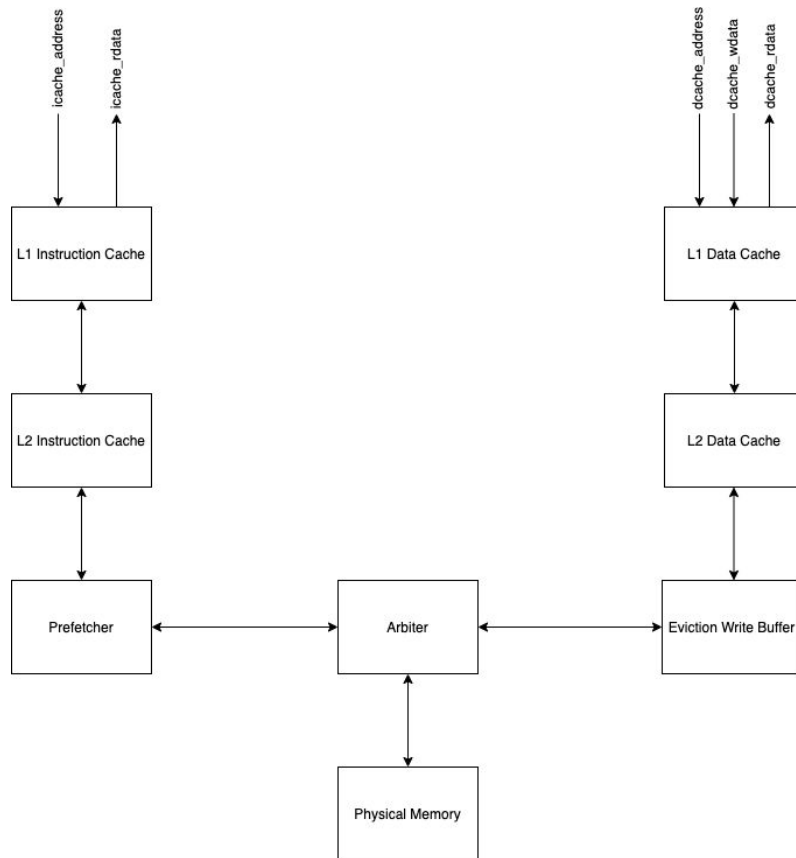 icache_address
icache_rdata
dcache_address
dcache_wdata
dcache_rdata
L1 Instruction Cache
L1 Data Cache
L2 Instruction Cache
L2 Data Cache
Prefetcher
Arbiter
Eviction Write Buffer
Physical Memory